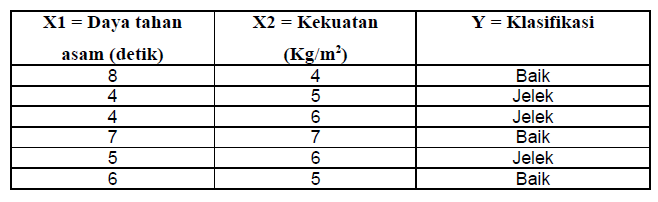 X1 = Daya tahan asam (detik) X2 = Kekuatan (Kg/m²) Y = Klasifikasi
8 4 Baik
4 5 Jelek
4 6 Jelek
7 7 Baik
5 6 Jelek
6 5 Baik